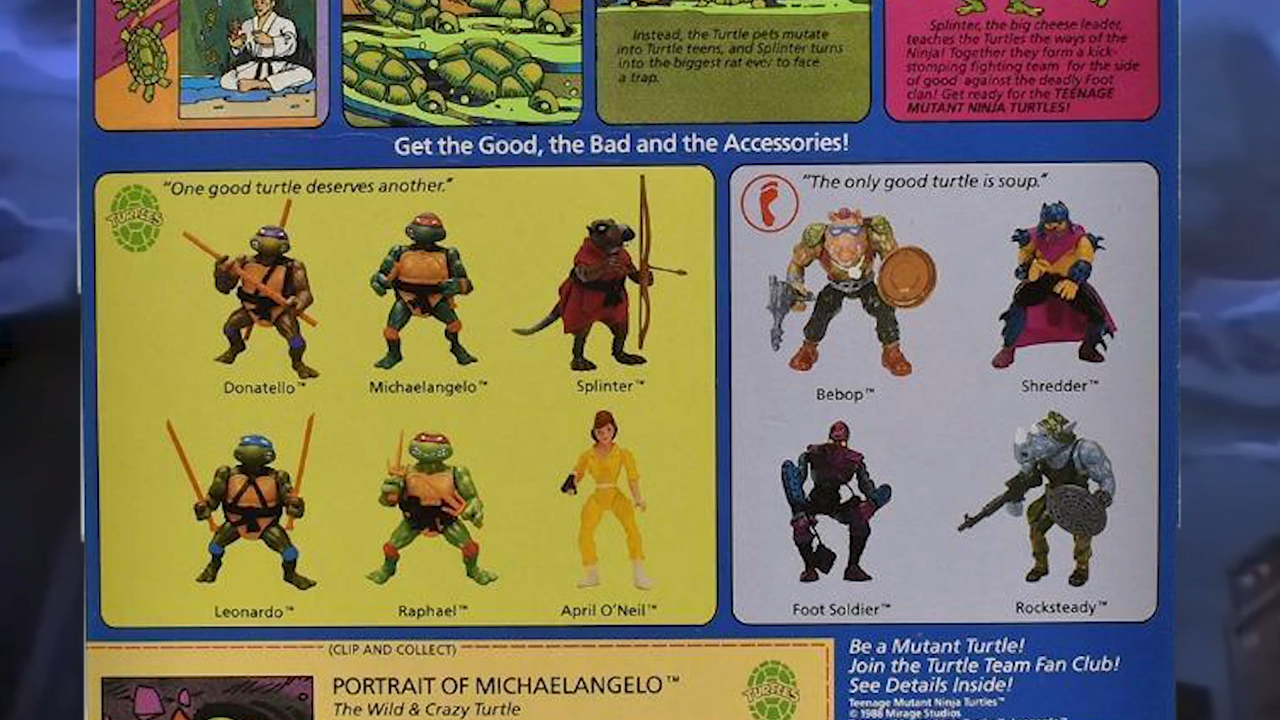 Instead, the Turtle pets mutate
into Turtle teens, and Splinter turns
into the biggest rat ever to face
a trap.
Splinter, the big cheese leader,
teaches the Turtles the ways of the
Ninja! Together they form a kick-
stomping fighting team for the side
of good against the deadly Foot
clan! Get ready for the TEENAGE
MUTANT NINJA TURTLES!
Get the Good, the Bad and the Accessories!
"One good turtle deserves another."
TURTLES
Donatello™
Michaelangelo™
Splinter™
Leonardo™
Raphael™
April O'Neil™
"The only good turtle is soup."
Bebop™
Shredder™
Foot Soldier™
Rocksteady™
(CLIP AND COLLECT)
PORTRAIT OF MICHAELANGELO™
The Wild & Crazy Turtle
TURTLES
Be a Mutant Turtle!
Join the Turtle Team Fan Club!
See Details Inside!
Teenage Mutant Ninja Turtles™
© 1988 Mirage Studios